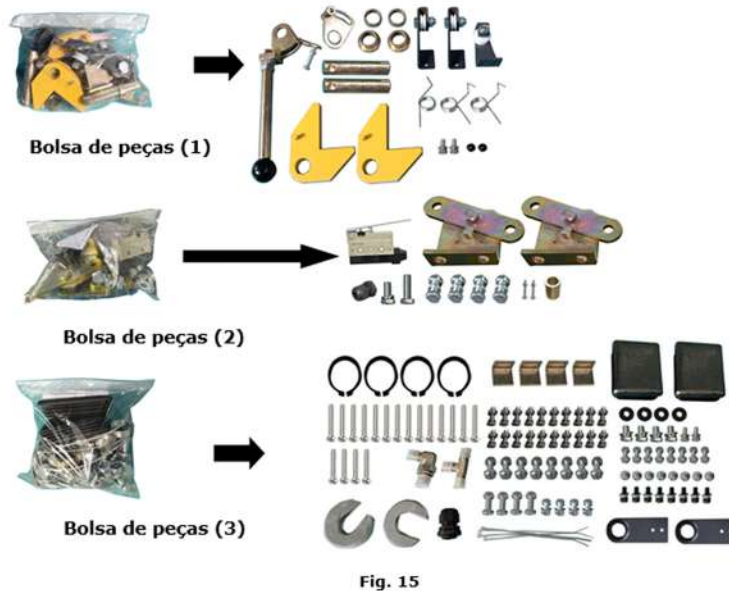 Bolsa de peças (1)
Bolsa de peças (2)
Bolsa de peças (3)
Fig. 15